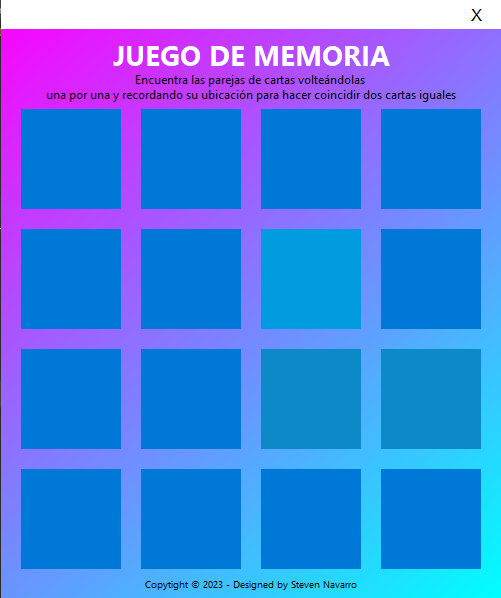 X
JUEGO DE MEMORIA
Encuentra las parejas de cartas volteándolas
una por una y recordando su ubicación para hacer coincidir dos cartas iguales
Copytight © 2023 - Designed by Steven Navarro